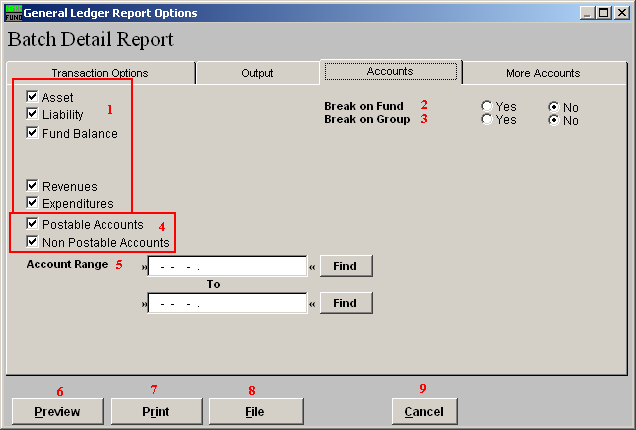 FUND
General Ledger Report Options
Batch Detail Report
Transaction Options Output Accounts More Accounts
Asset
Liability
Fund Balance
1
Break on Fund 2 Yes No
Break on Group 3 Yes No
Revenues
Expenditures
Postable Accounts 4
Non Postable Accounts
Account Range 5 » - - - . « Find
To
» - - - . « Find
6 7 8 9
Preview Print File Cancel